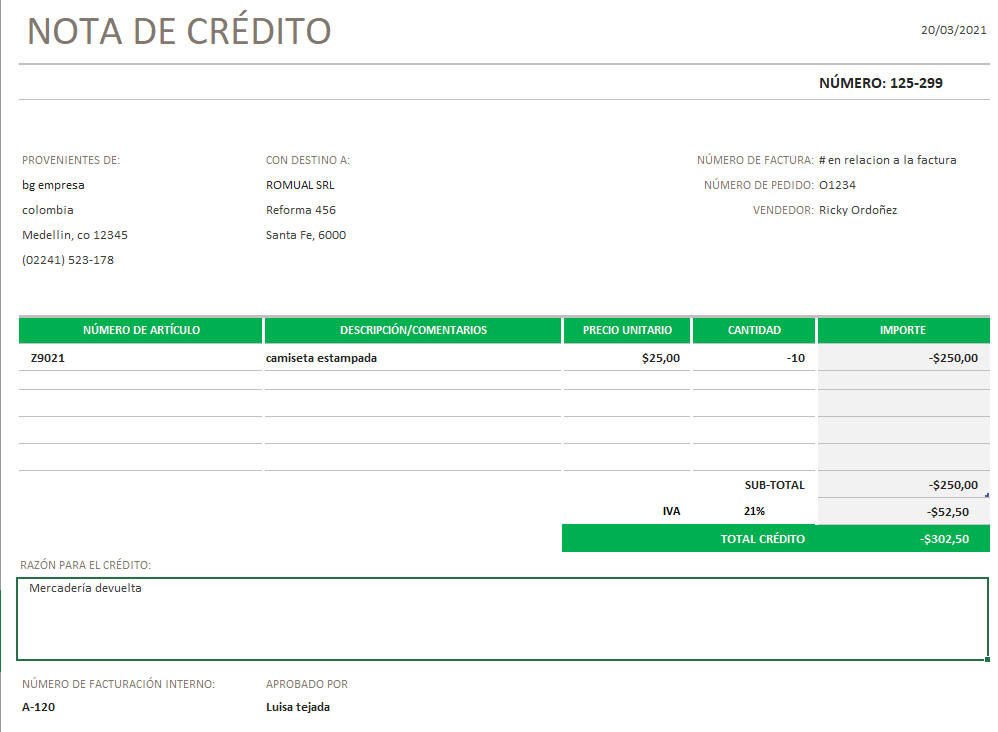 NOTA DE CRÉDITO
20/03/2021
NÚMERO: 125-299
PROVENIENTES DE:
bg empresa
colombia
Medellin, co 12345
(02241) 523-178
CON DESTINO A:
ROMUAL SRL
Reforma 456
Santa Fe, 6000
NÚMERO DE FACTURA: # en relacion a la factura
NÚMERO DE PEDIDO: O1234
VENDEDOR: Ricky Ordoñez
NÚMERO DE ARTÍCULO DESCRIPCIÓN/COMENTARIOS PRECIO UNITARIO CANTIDAD IMPORTE
Z9021 camiseta estampada $25,00 -10 -$250,00
SUB-TOTAL -$250,00
IVA 21% -$52,50
TOTAL CRÉDITO -$302,50
RAZÓN PARA EL CRÉDITO:
Mercadería devuelta
NÚMERO DE FACTURACIÓN INTERNO:
A-120
APROBADO POR
Luisa tejada